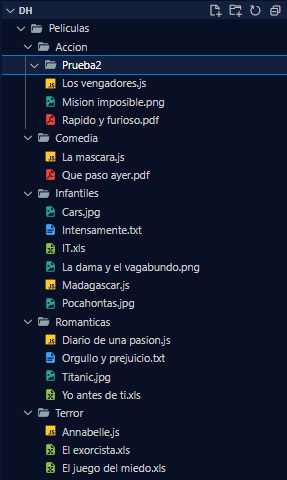 DH
Peliculas
Accion
Prueba2
Los vengadores.js
Mision imposible.png
Rapido y furioso.pdf
Comedia
La mascara.js
Que paso ayer.pdf
Infantiles
Cars.jpg
Intensamente.txt
IT.xls
La dama y el vagabundo.png
Madagascar.js
Pocahontas.jpg
Romanticas
Diario de una pasion.js
Orgullo y prejuicio.txt
Titanic.jpg
Yo antes de ti.xls
Terror
Annabelle.js
El exorcista.xls
El juego del miedo.xls